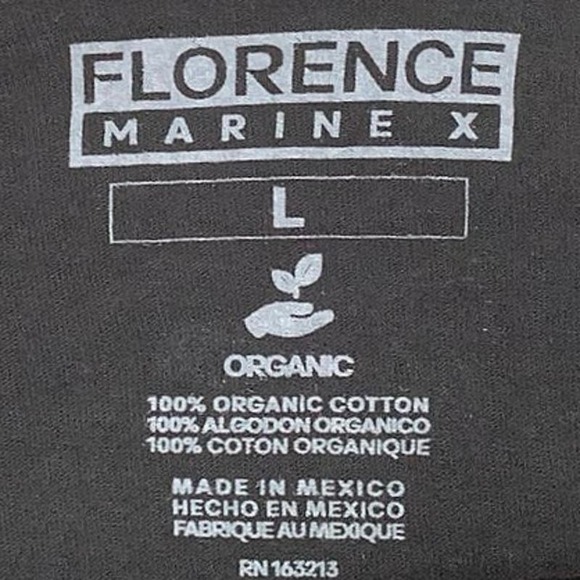 FLORENCE
MARINE X
L
ORGANIC
100% ORGANIC COTTON
100% ALGODON ORGANICO
100% COTON ORGANIQUE
MADE IN MEXICO
HECHO EN MEXICO
FABRIQUE AU MEXIQUE
RN 163213